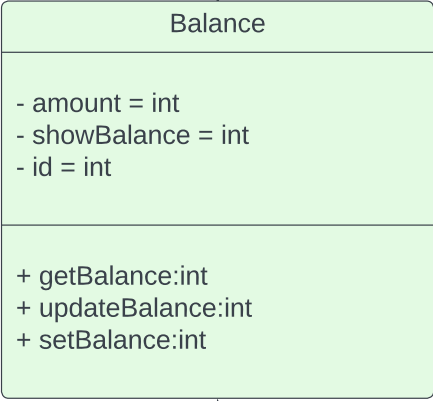 Balance
- amount = int
- showBalance = int
- id = int
+ getBalance:int
+ updateBalance:int
+ setBalance:int